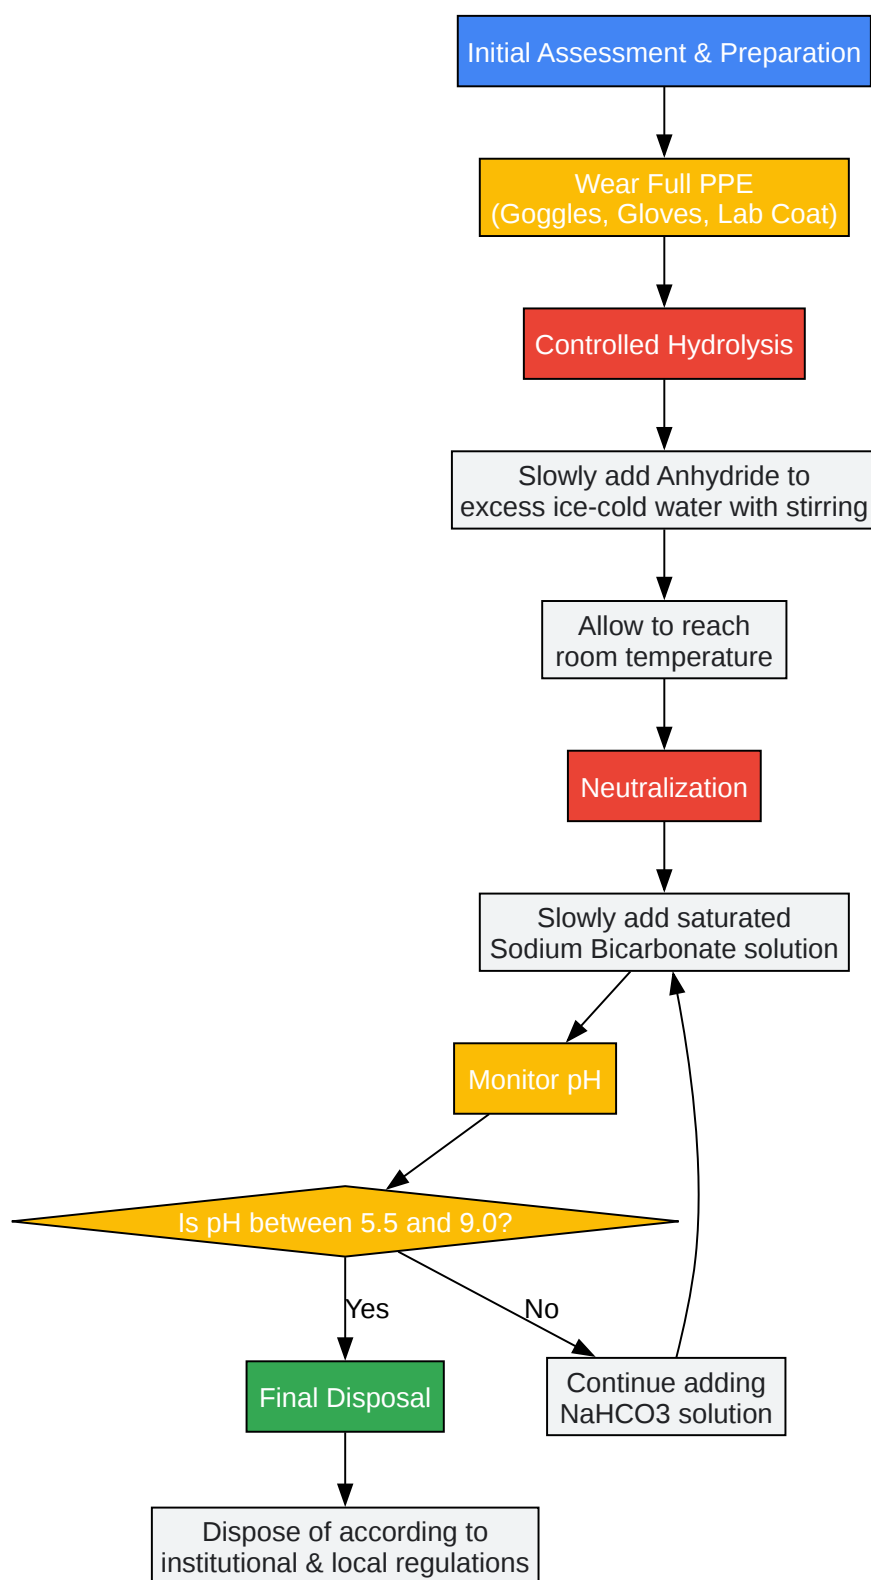 Initial Assessment & Preparation
Wear Full PPE
(Goggles, Gloves, Lab Coat)
Controlled Hydrolysis
Slowly add Anhydride to
excess ice-cold water with stirring
Allow to reach
room temperature
Neutralization
Slowly add saturated
Sodium Bicarbonate solution
Monitor pH
Is pH between 5.5 and 9.0?
Yes
No
Final Disposal
Continue adding
NaHCO3 solution
Dispose of according to
institutional & local regulations